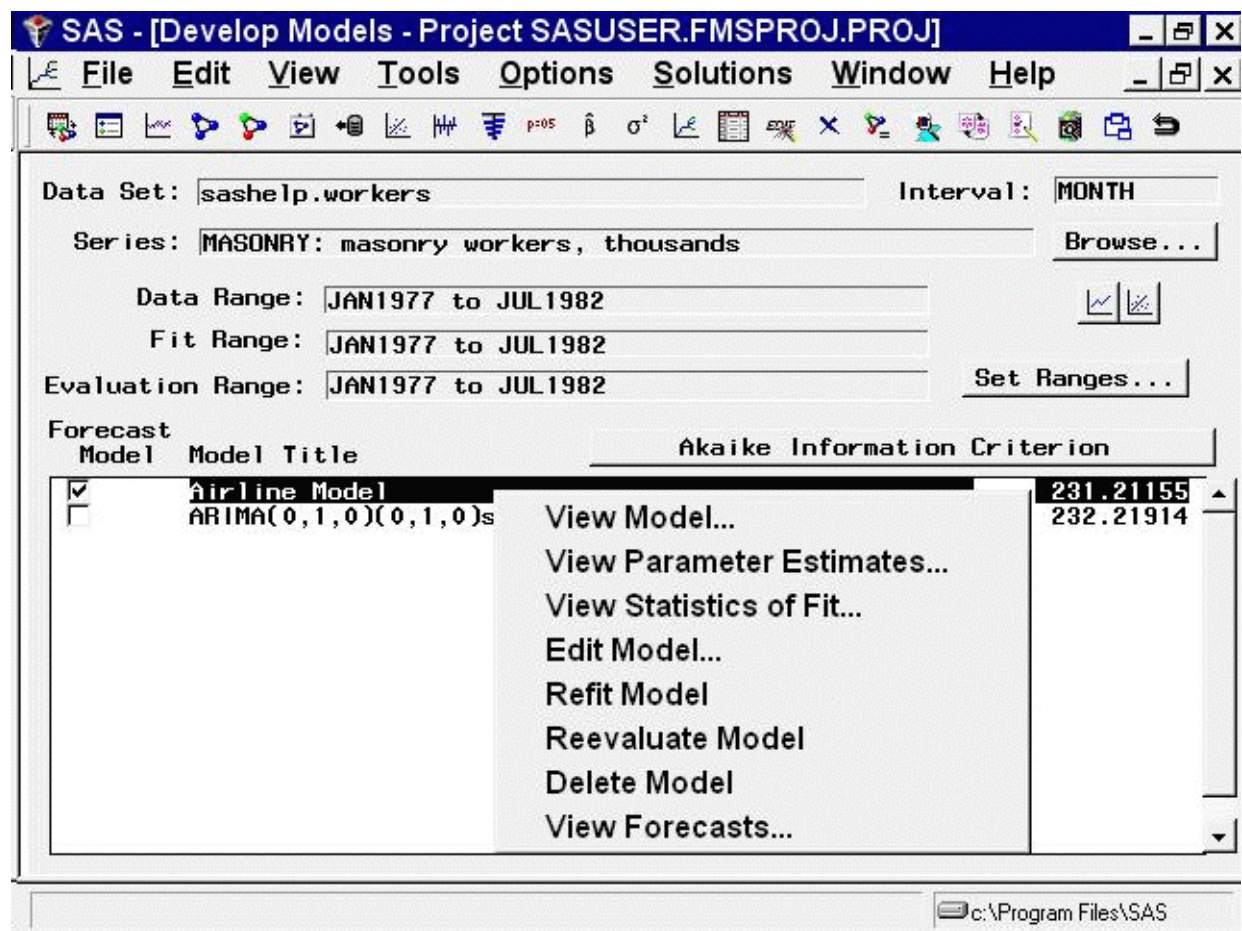 SAS - [Develop Models - Project SASUSER.FMSPROJ.PROJ]
File Edit View Tools Options Solutions Window Help
p=05 β̂ σ²
Data Set: sashelp.workers Interval: MONTH
Series: MASONRY: masonry workers, thousands Browse...
Data Range: JAN1977 to JUL1982
Fit Range: JAN1977 to JUL1982
Evaluation Range: JAN1977 to JUL1982 Set Ranges...
Forecast
Model Model Title Akaike Information Criterion
Airline Model 231.21155
ARIMA(0,1,0)(0,1,0)s 232.21914
View Model...
View Parameter Estimates...
View Statistics of Fit...
Edit Model...
Refit Model
Reevaluate Model
Delete Model
View Forecasts...
c:\Program Files\SAS